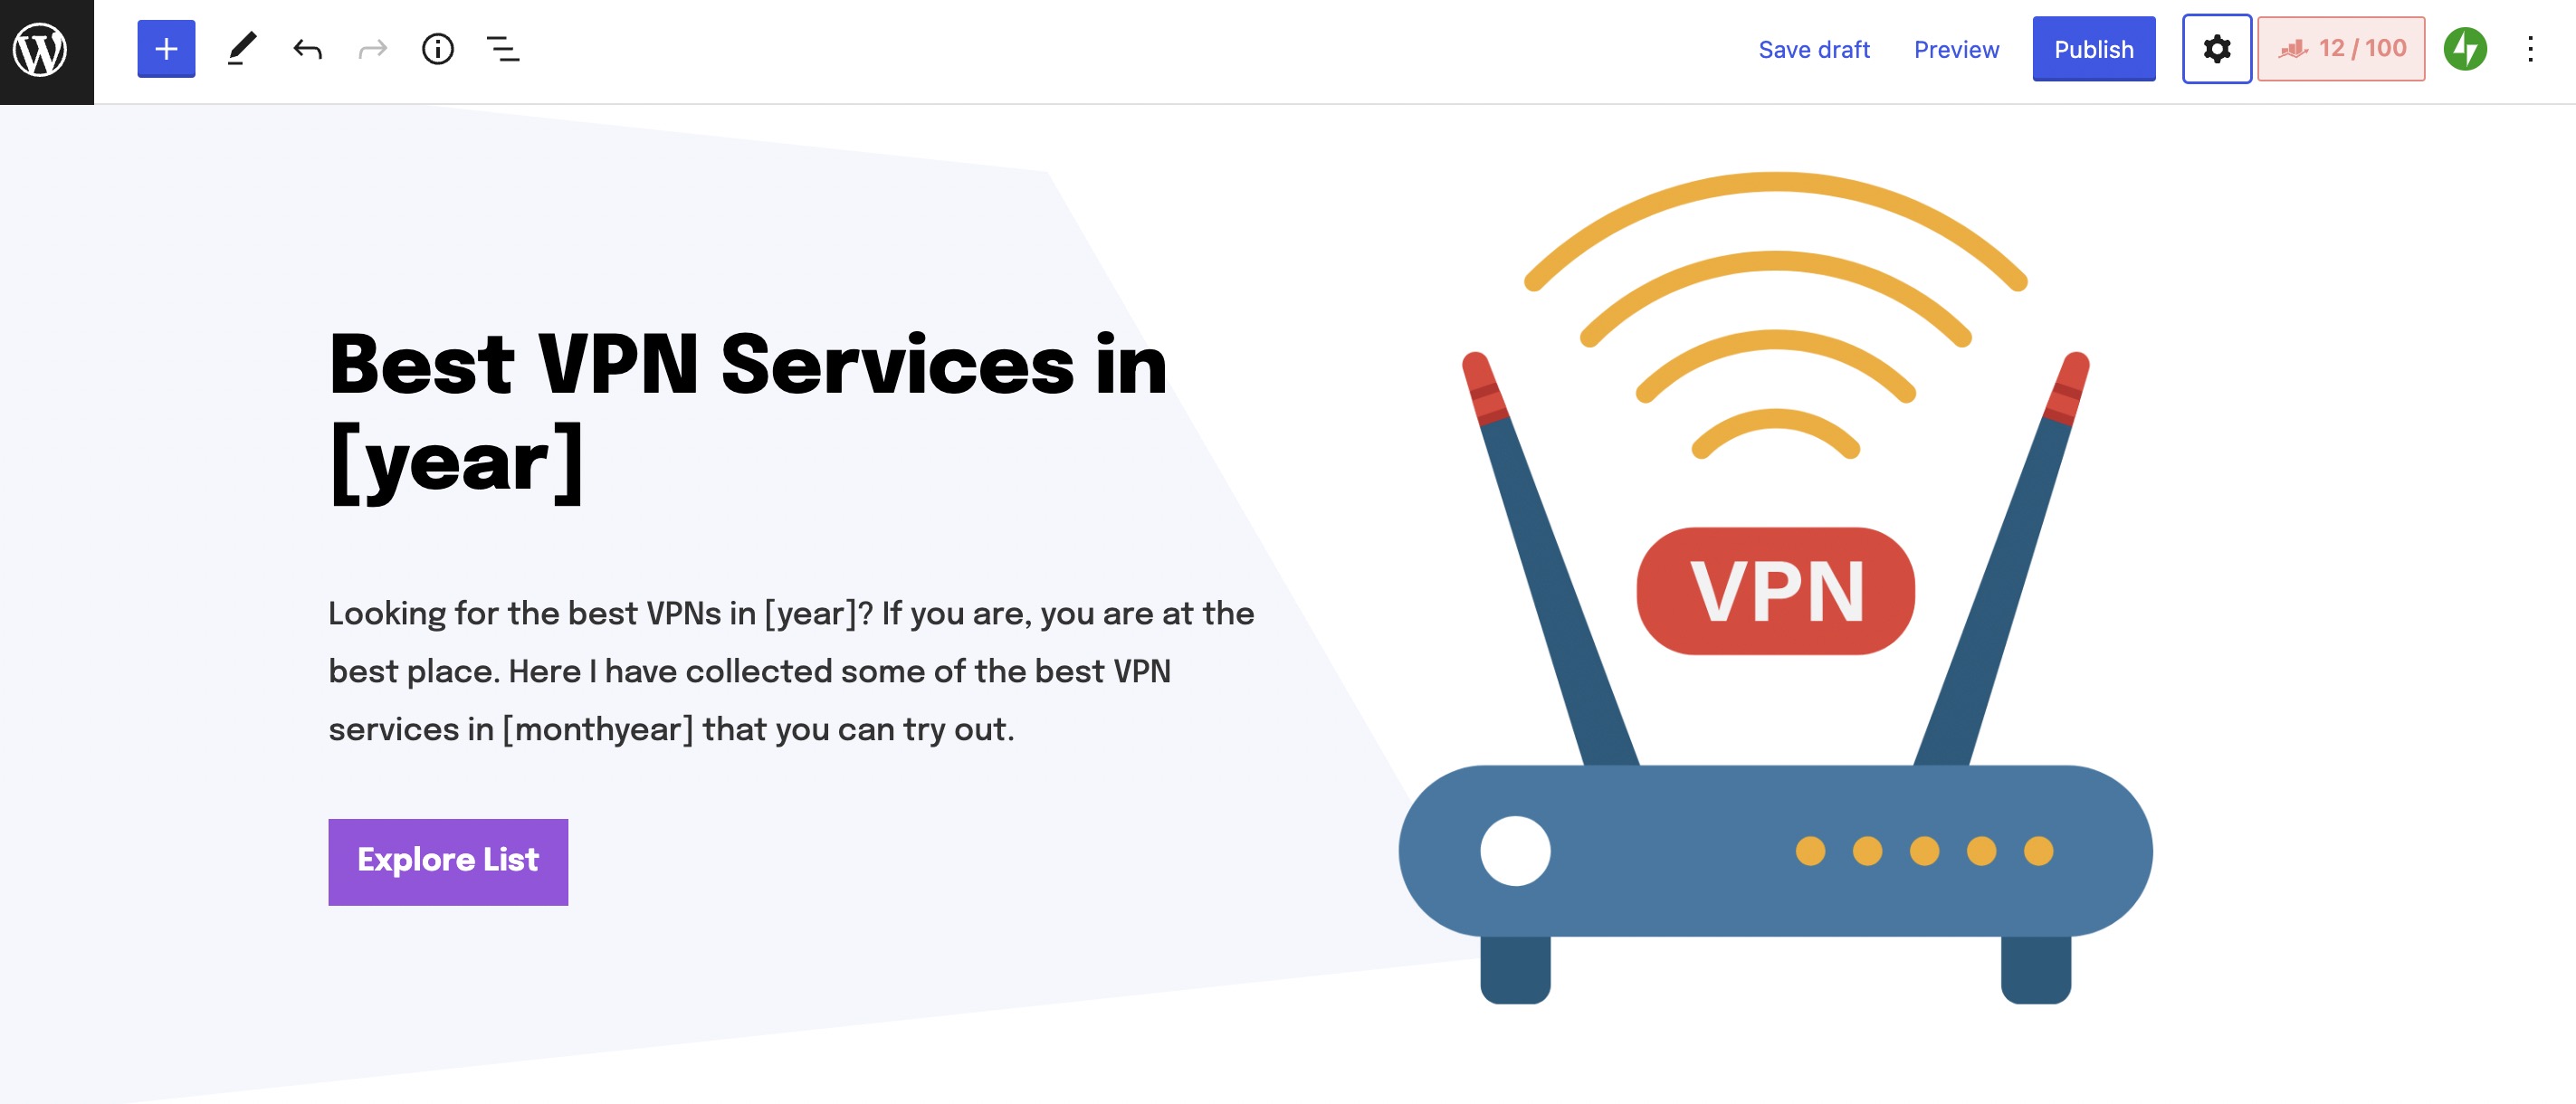 Save draft Preview Publish 12 / 100
Best VPN Services in
[year]
Looking for the best VPNs in [year]? If you are, you are at the
best place. Here I have collected some of the best VPN
services in [monthyear] that you can try out.
Explore List
VPN